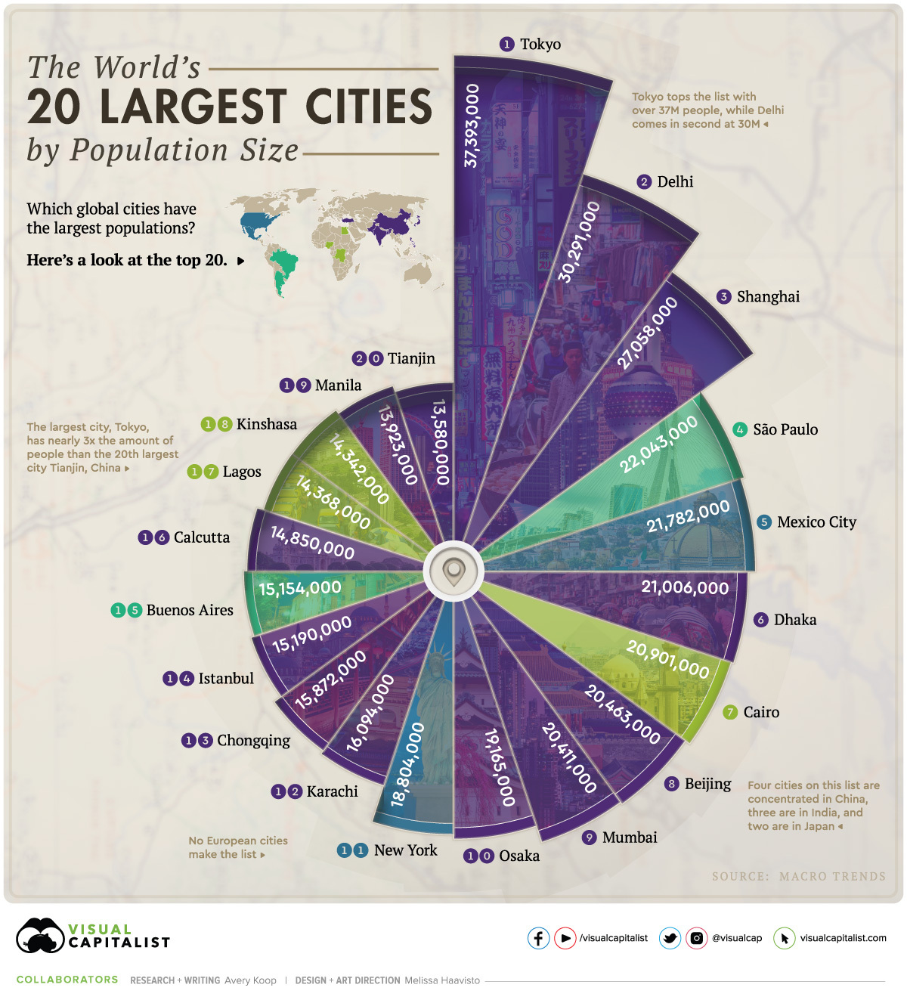 The World's
20 LARGEST CITIES
by Population Size
Which global cities have
the largest populations?
Here's a look at the top 20.
1 Tokyo
37,393,000
Tokyo tops the list with
over 37M people, while Delhi
comes in second at 30M
2 Delhi
30,291,000
3 Shanghai
27,058,000
4 São Paulo
22,043,000
5 Mexico City
21,782,000
6 Dhaka
21,006,000
7 Cairo
20,901,000
8 Beijing
20,463,000
9 Mumbai
20,411,000
10 Osaka
19,165,000
11 New York
18,804,000
12 Karachi
16,094,000
13 Chongqing
15,872,000
14 Istanbul
15,190,000
15 Buenos Aires
15,154,000
16 Calcutta
14,850,000
17 Lagos
14,368,000
18 Kinshasa
14,342,000
19 Manila
13,923,000
20 Tianjin
13,580,000
The largest city, Tokyo,
has nearly 3x the amount of
people than the 20th largest
city Tianjin, China
No European cities
make the list
Four cities on this list are
concentrated in China,
three are in India, and
two are in Japan
天神の宴
無料案内所
SOURCE: MACRO TRENDS
VISUAL
CAPITALIST
/visualcapitalist
@visualcap
visualcapitalist.com
COLLABORATORS RESEARCH + WRITING Avery Koop | DESIGN + ART DIRECTION Melissa Haavisto